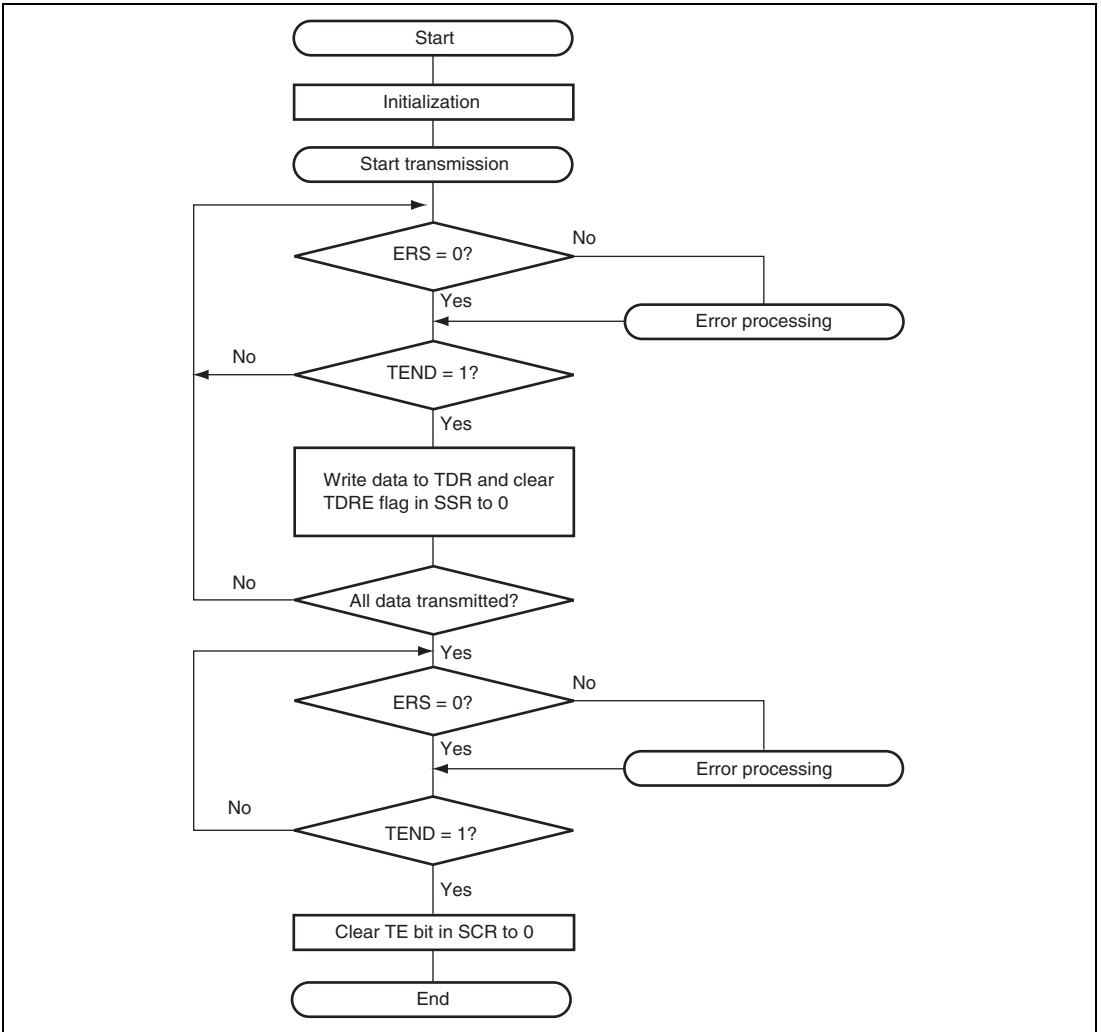 Start
Initialization
Start transmission
ERS = 0?
No
Yes
Error processing
No
TEND = 1?
Yes
Write data to TDR and clear
TDRE flag in SSR to 0
No
All data transmitted?
Yes
ERS = 0?
No
Yes
Error processing
No
TEND = 1?
Yes
Clear TE bit in SCR to 0
End